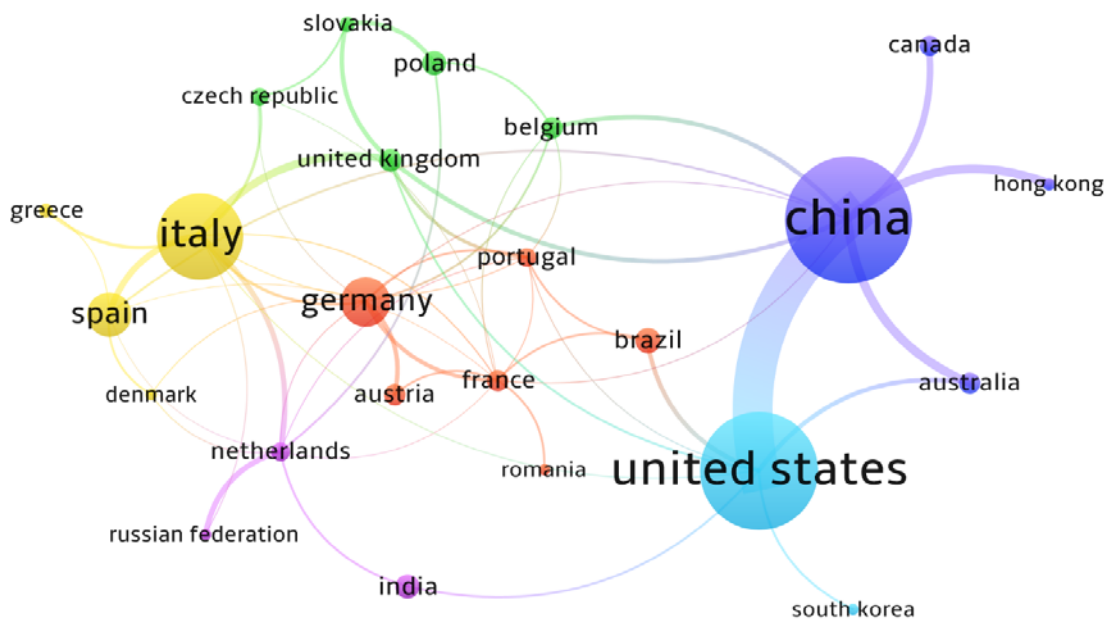 slovakia
canada
poland
czech republic
belgium
united kingdom
hong kong
greece
italy
china
portugal
germany
spain
brazil
france
australia
denmark
austria
netherlands
romania
united states
russian federation
india
south korea